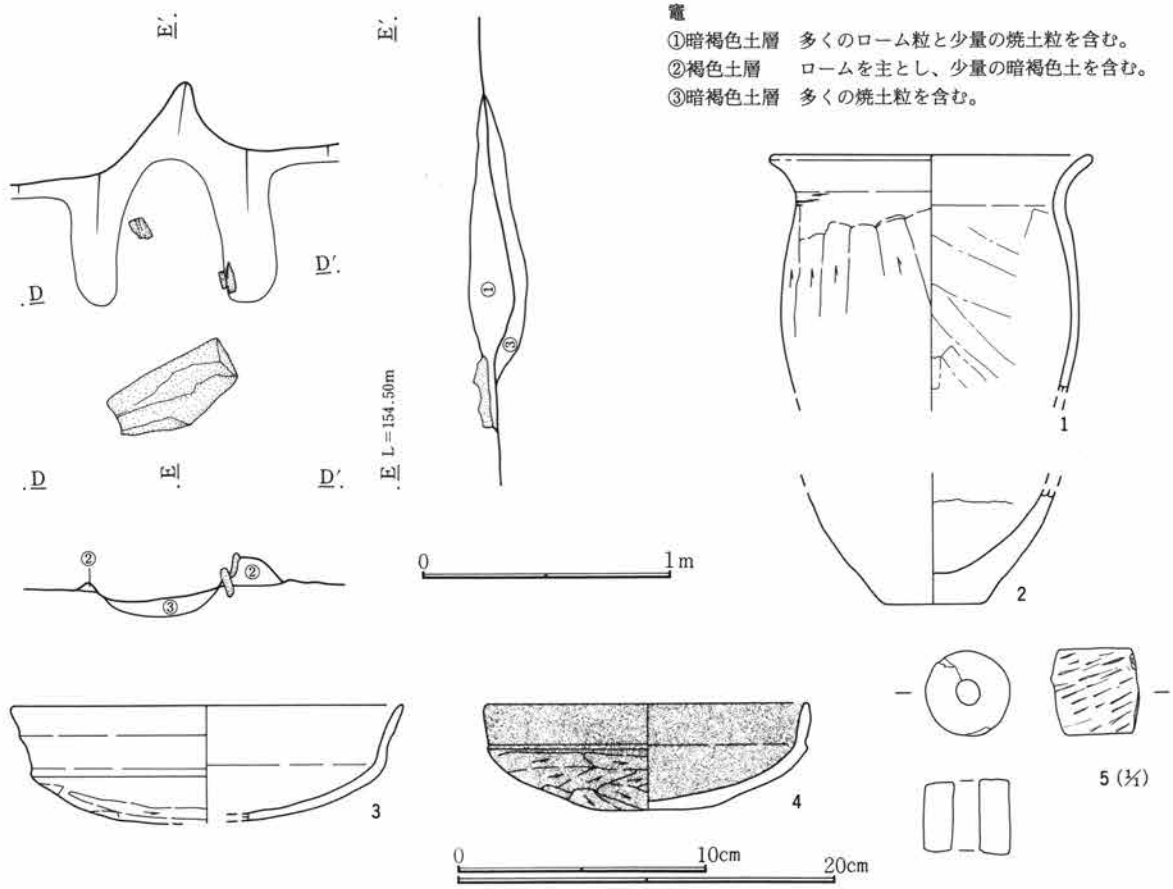 竈
①暗褐色土層 多くのローム粒と少量の焼土粒を含む。
②褐色土層 ロームを主とし、少量の暗褐色土を含む。
③暗褐色土層 多くの焼土粒を含む。
E′
E′
D
D′
①
③
L=154.50m
D
E
D′
E
②
②
③
0 1m
1
2
3
4
5 (1/1)
0 10cm
0 20cm